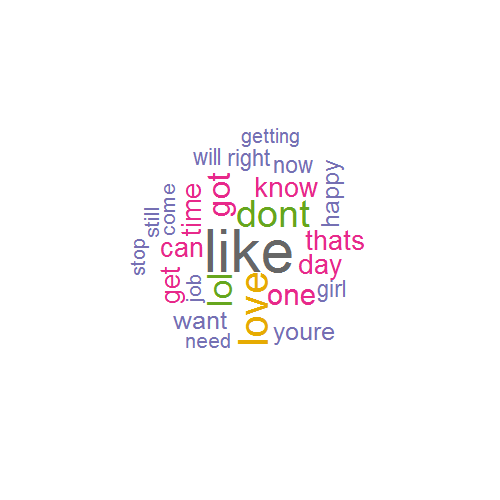 getting
will right now
come
still
stop
time
got
know
happy
dont
can
like
thats
day
get
job
lol
love
one
girl
want
youre
need